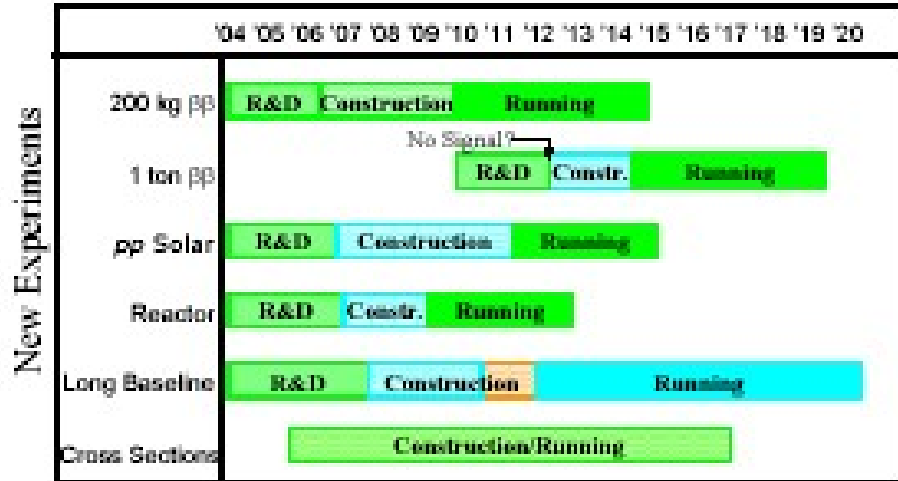 '04 '05 '06 '07 '08 '09 '10 '11 '12 '13 '14 '15 '16 '17 '18 '19 '20
New Experiments
200 kg ββ R&D Construction Running
No Signal?
1 ton ββ R&D Constr. Running
pp Solar R&D Construction Running
Reactor R&D Constr. Running
Long Baseline R&D Construction Running
Cross Sections Construction/Running